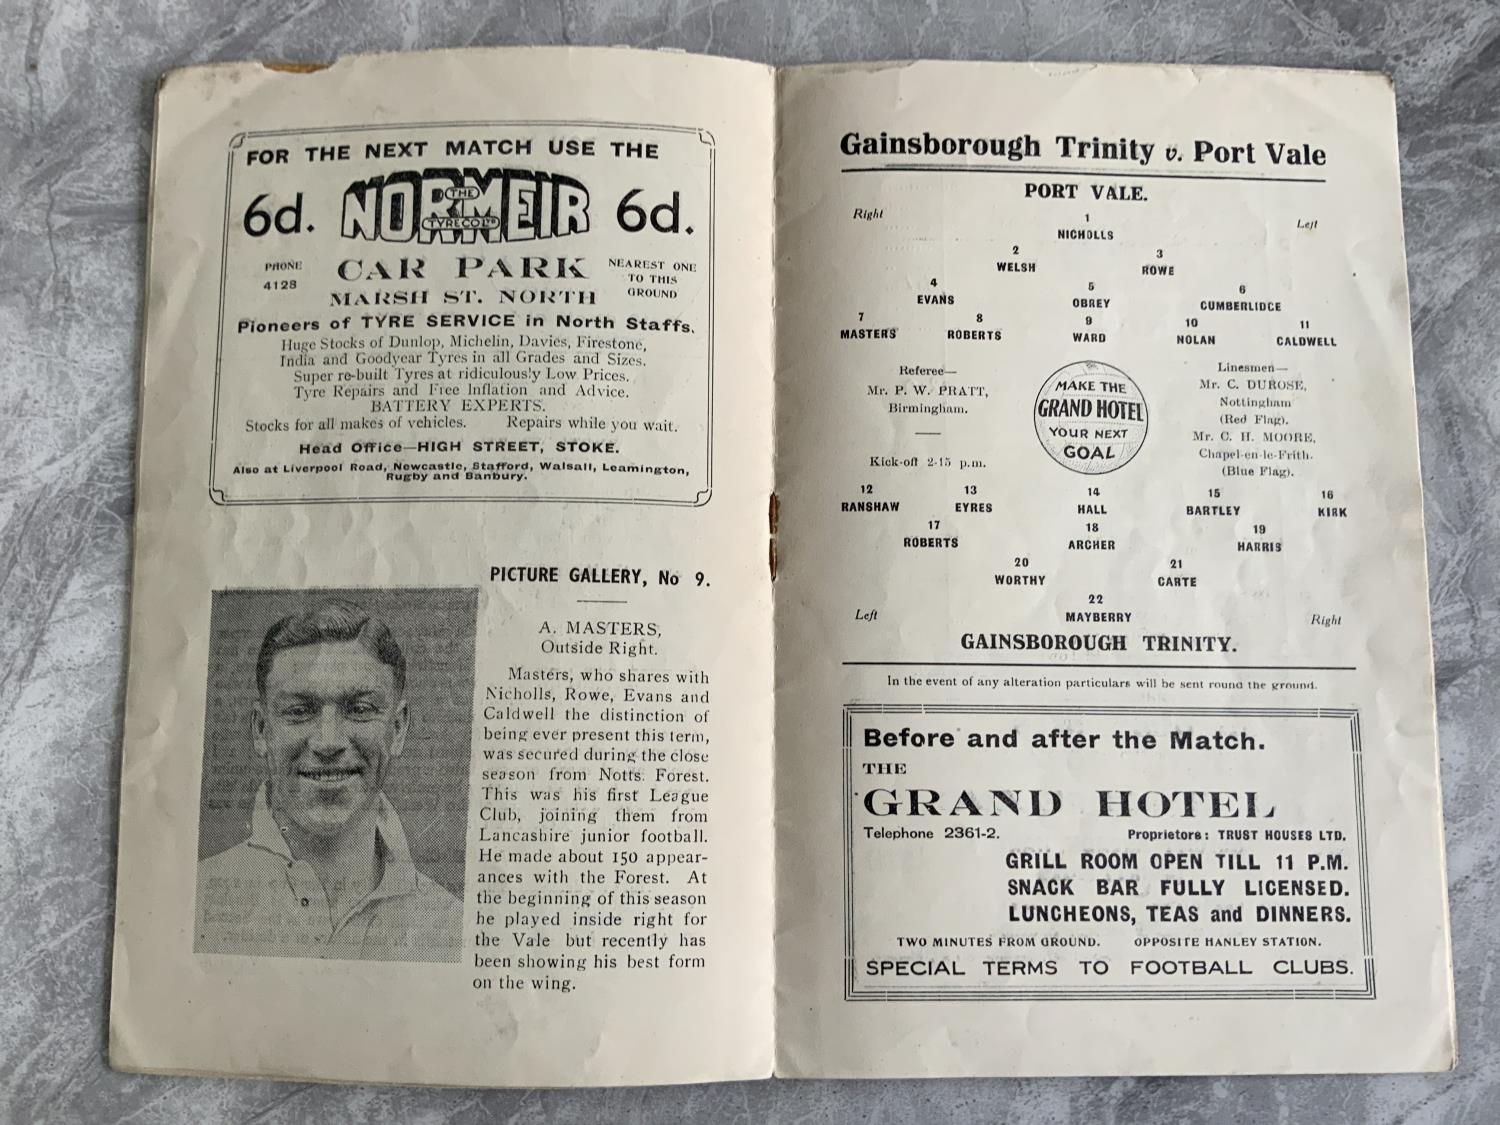 FOR THE NEXT MATCH USE THE
6d. NORMEIR 6d.
THE
TYRE CO LTD
PHONE
4128
CAR PARK
MARSH ST. NORTH
NEAREST ONE
TO THIS
GROUND
Pioneers of TYRE SERVICE in North Staffs.
Huge Stocks of Dunlop, Michelin, Davies, Firestone,
India and Goodyear Tyres in all Grades and Sizes.
Super re-built Tyres at ridiculously Low Prices.
Tyre Repairs and Free Inflation and Advice.
BATTERY EXPERTS.
Stocks for all makes of vehicles. Repairs while you wait.
Head Office—HIGH STREET, STOKE.
Also at Liverpool Road, Newcastle, Stafford, Walsall, Leamington,
Rugby and Banbury.
PICTURE GALLERY, No 9.
A. MASTERS,
Outside Right.
Masters, who shares with
Nicholls, Rowe, Evans and
Caldwell the distinction of
being ever present this term,
was secured during the close
season from Notts. Forest.
This was his first League
Club, joining them from
Lancashire junior football.
He made about 150 appear-
ances with the Forest. At
the beginning of this season
he played inside right for
the Vale but recently has
been showing his best form
on the wing.
Gainsborough Trinity v. Port Vale
PORT VALE.
Right Left
1
NICHOLLS
2 3
WELSH ROWE
4 5 6
EVANS OBREY CUMBERLIDGE
7 8 9 10 11
MASTERS ROBERTS WARD NOLAN CALDWELL
Referee—
Mr. P. W. PRATT,
Birmingham.
Kick-off 2-15 p.m.
MAKE THE
GRAND HOTEL
YOUR NEXT
GOAL
Linesmen—
Mr. C. DUROSE,
Nottingham
(Red Flag).
Mr. C. H. MOORE,
Chapel-en-le-Frith.
(Blue Flag).
12 13 14 15 16
RANSHAW EYRES HALL BARTLEY KIRK
17 18 19
ROBERTS ARCHER HARRIS
20 21
WORTHY CARTE
22
MAYBERRY
Left Right
GAINSBOROUGH TRINITY.
In the event of any alteration particulars will be sent round the ground.
Before and after the Match.
THE
GRAND HOTEL
Telephone 2361-2. Proprietors: TRUST HOUSES LTD.
GRILL ROOM OPEN TILL 11 P.M.
SNACK BAR FULLY LICENSED.
LUNCHEONS, TEAS and DINNERS.
TWO MINUTES FROM GROUND. OPPOSITE HANLEY STATION.
SPECIAL TERMS TO FOOTBALL CLUBS.